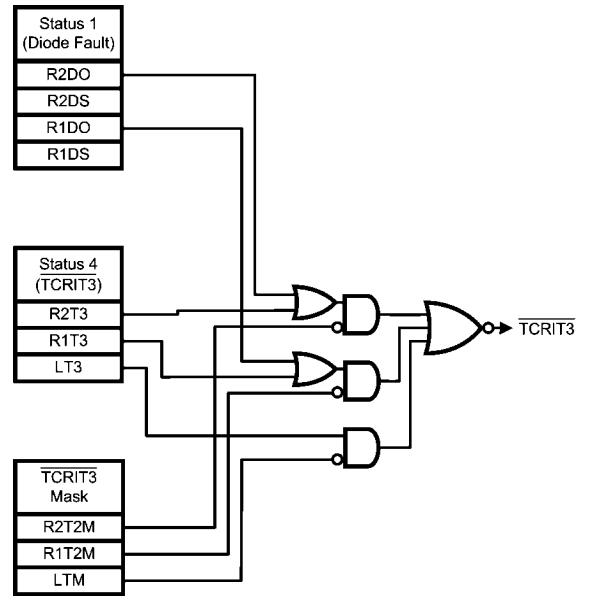 Status 1
(Diode Fault)
R2DO
R2DS
R1DO
R1DS
Status 4
(TCRIT3)
R2T3
R1T3
LT3
TCRIT3
TCRIT3
Mask
R2T2M
R1T2M
LTM